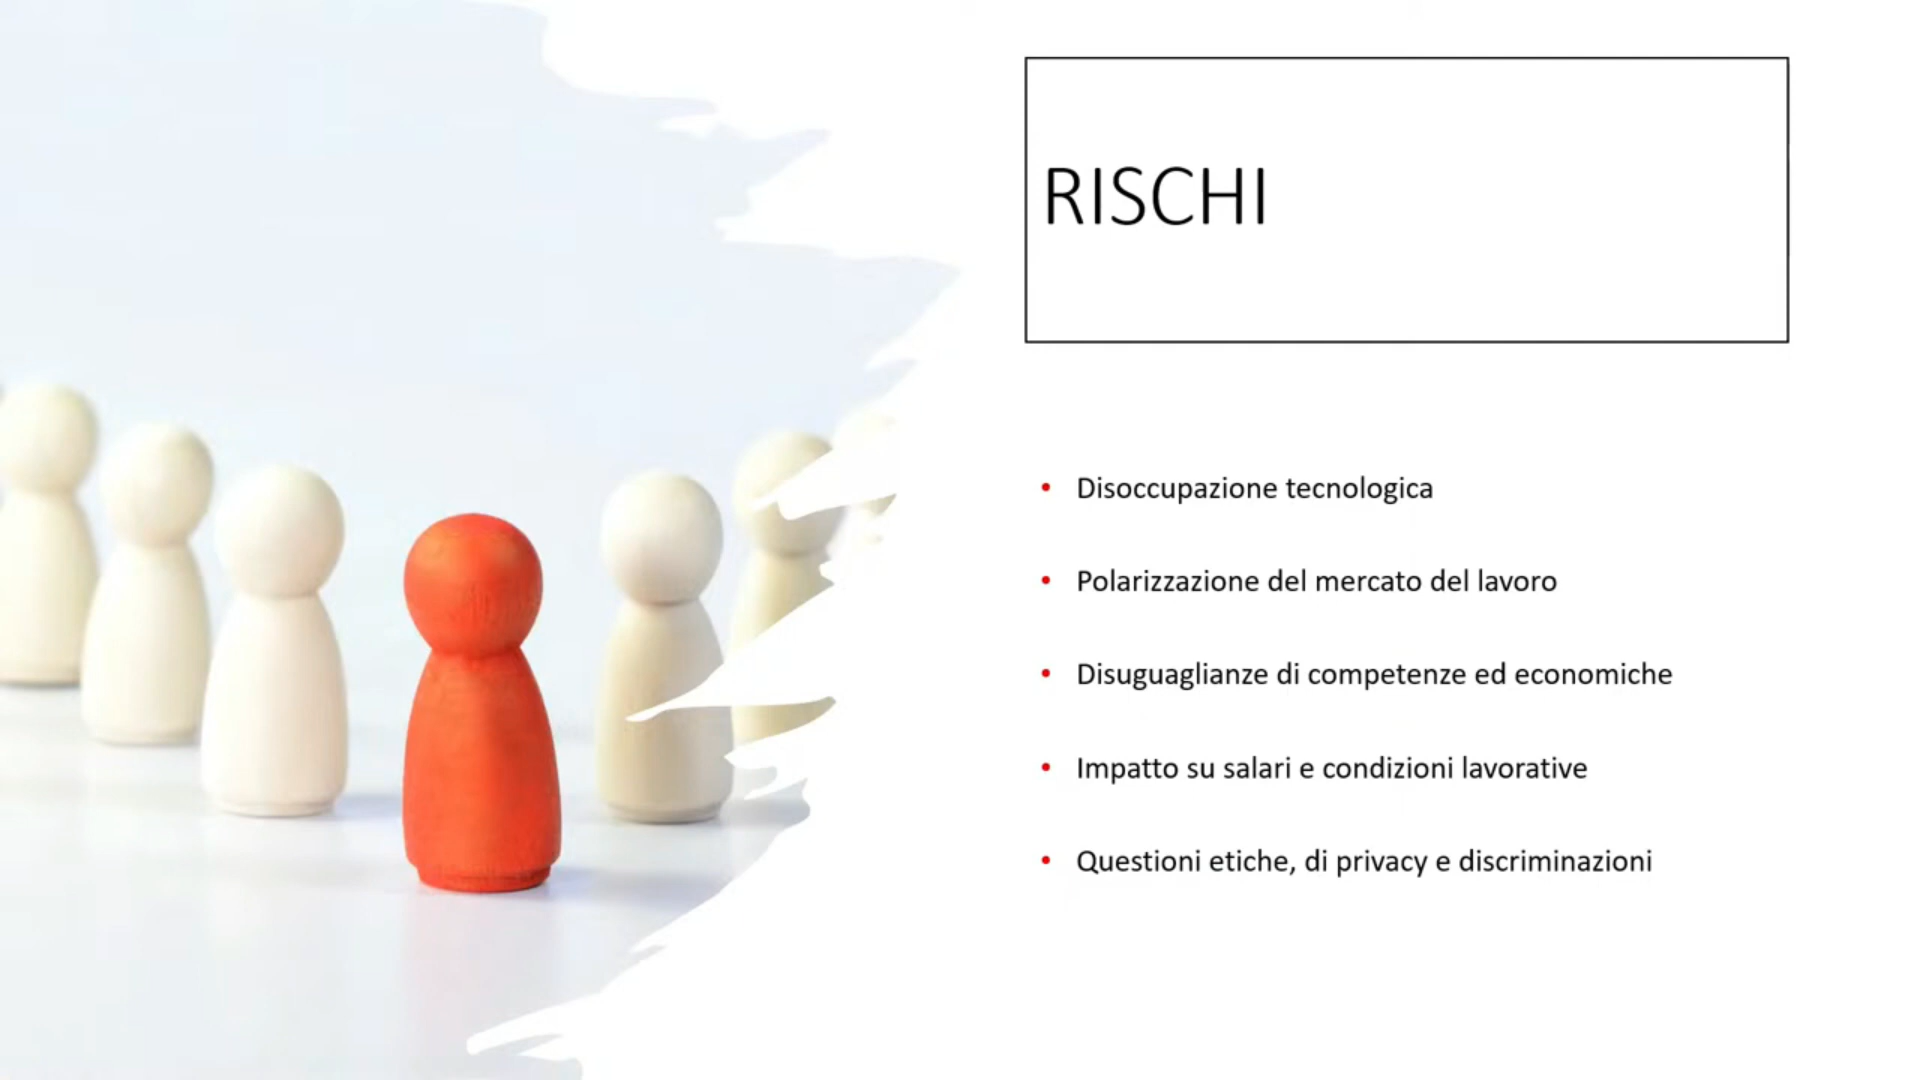 RISCHI
• Disoccupazione tecnologica
• Polarizzazione del mercato del lavoro
• Disuguaglianze di competenze ed economiche
• Impatto su salari e condizioni lavorative
• Questioni etiche, di privacy e discriminazioni